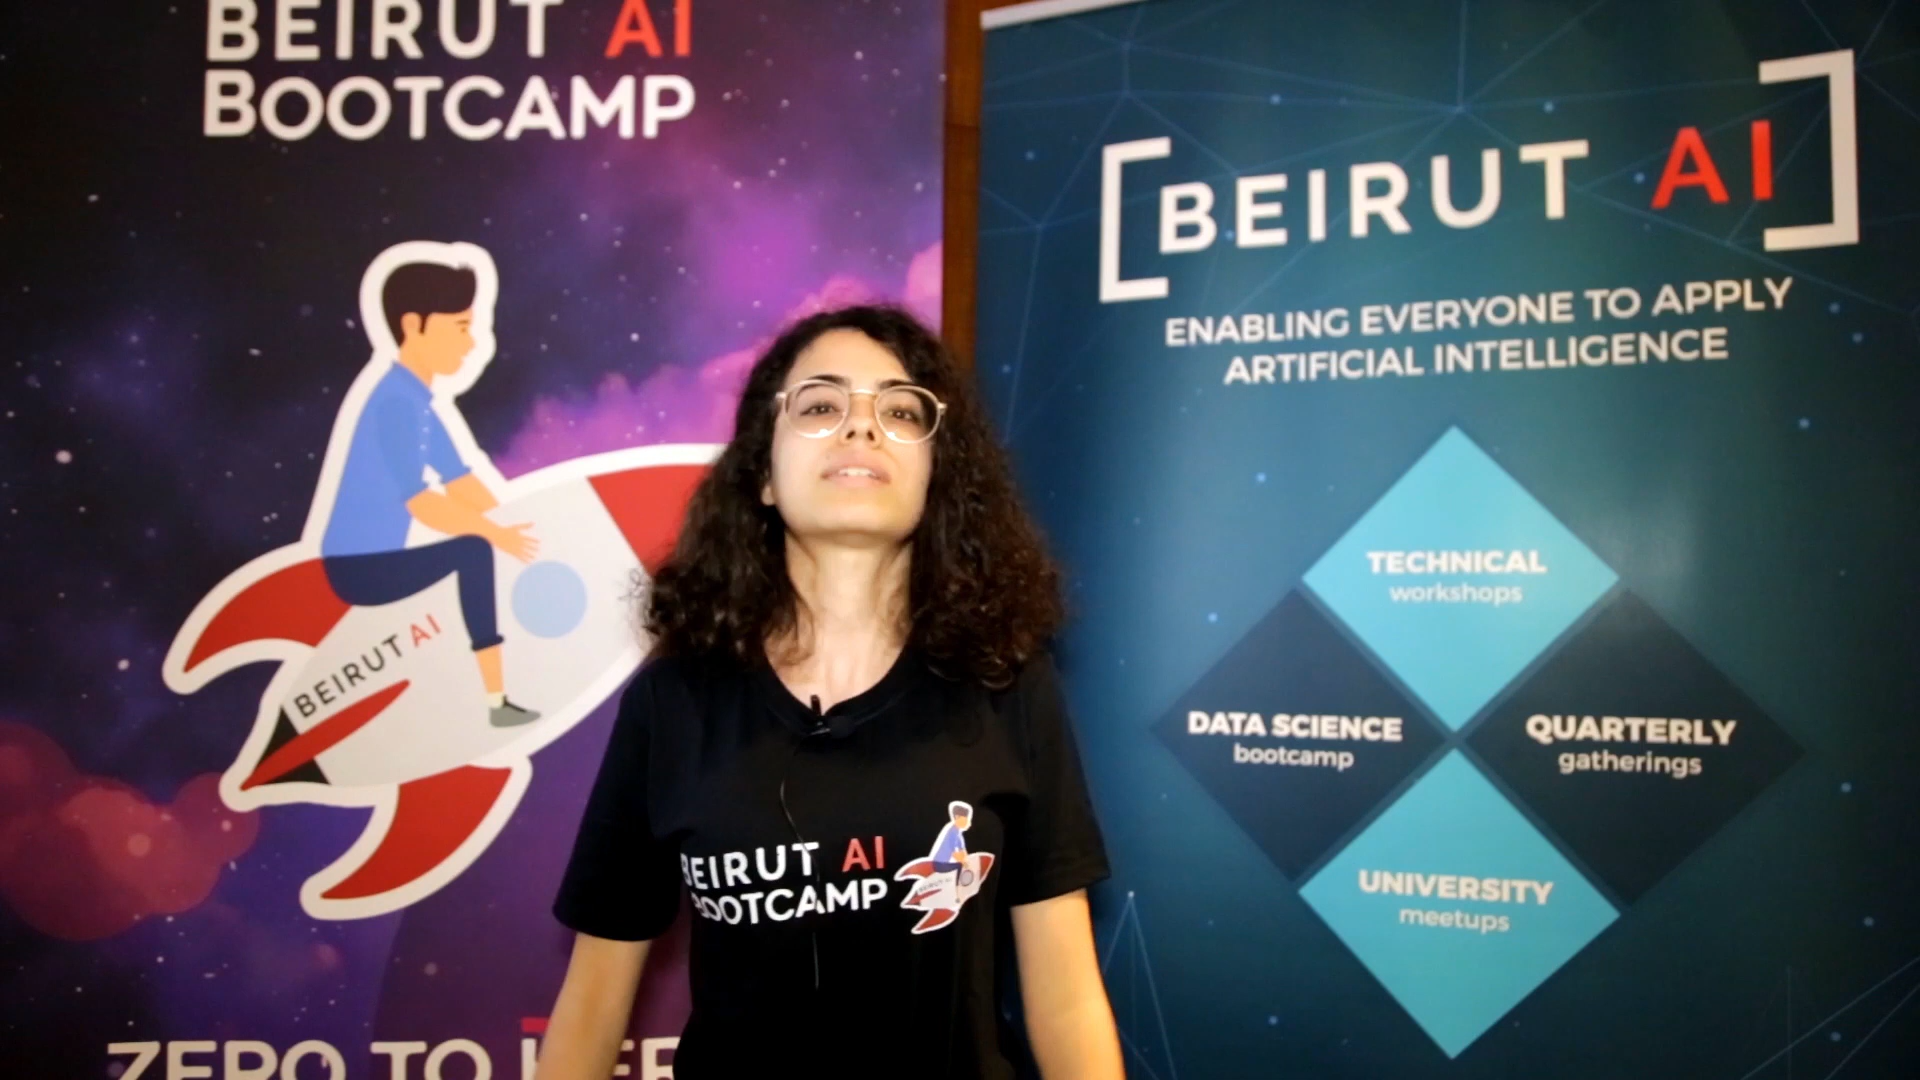 BEIRUT AI
BOOTCAMP
BEIRUT AI
ZERO TO HER
[BEIRUT AI]
ENABLING EVERYONE TO APPLY
ARTIFICIAL INTELLIGENCE
TECHNICAL
workshops
DATA SCIENCE
bootcamp
QUARTERLY
gatherings
UNIVERSITY
meetups
BEIRUT AI
BOOTCAMP